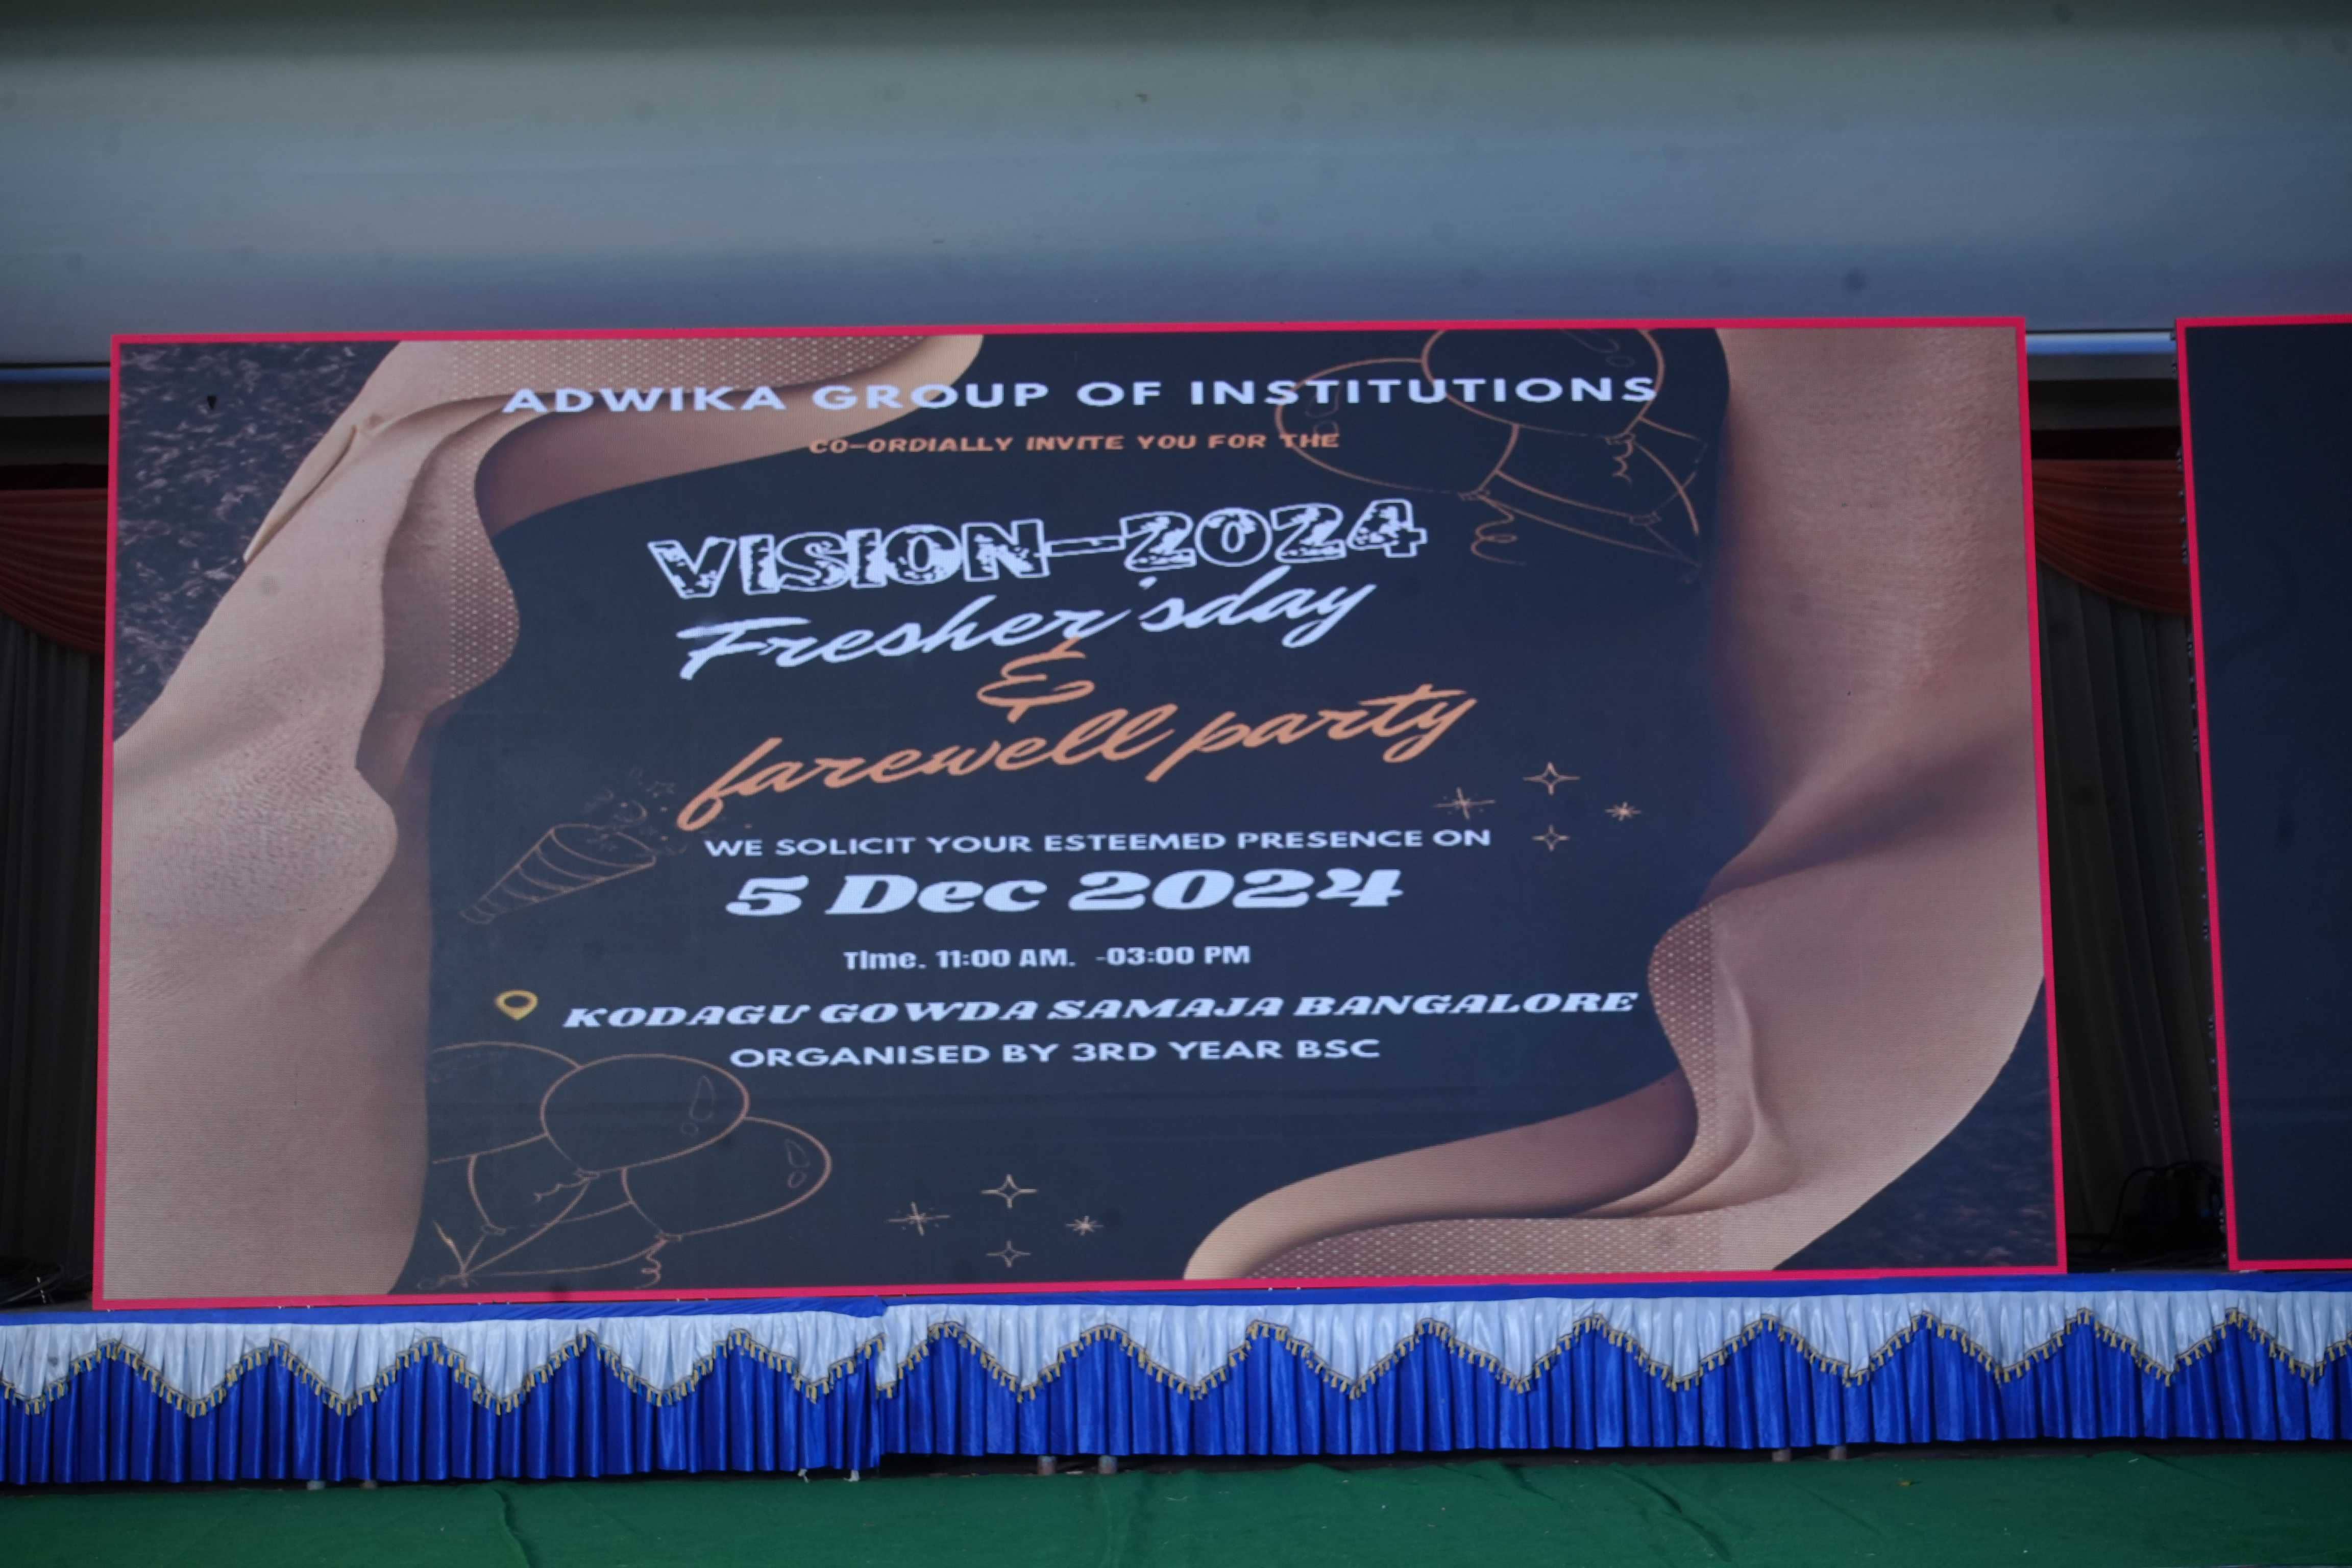 ADWIKA GROUP OF INSTITUTIONS
CO-ORDIALLY INVITE YOU FOR THE
VISION-2024
Fresher'sday
&
farewell party
WE SOLICIT YOUR ESTEEMED PRESENCE ON
5 Dec 2024
Time. 11:00 AM. -03:00 PM
KODAGU GOWDA SAMAJA BANGALORE
ORGANISED BY 3RD YEAR BSC